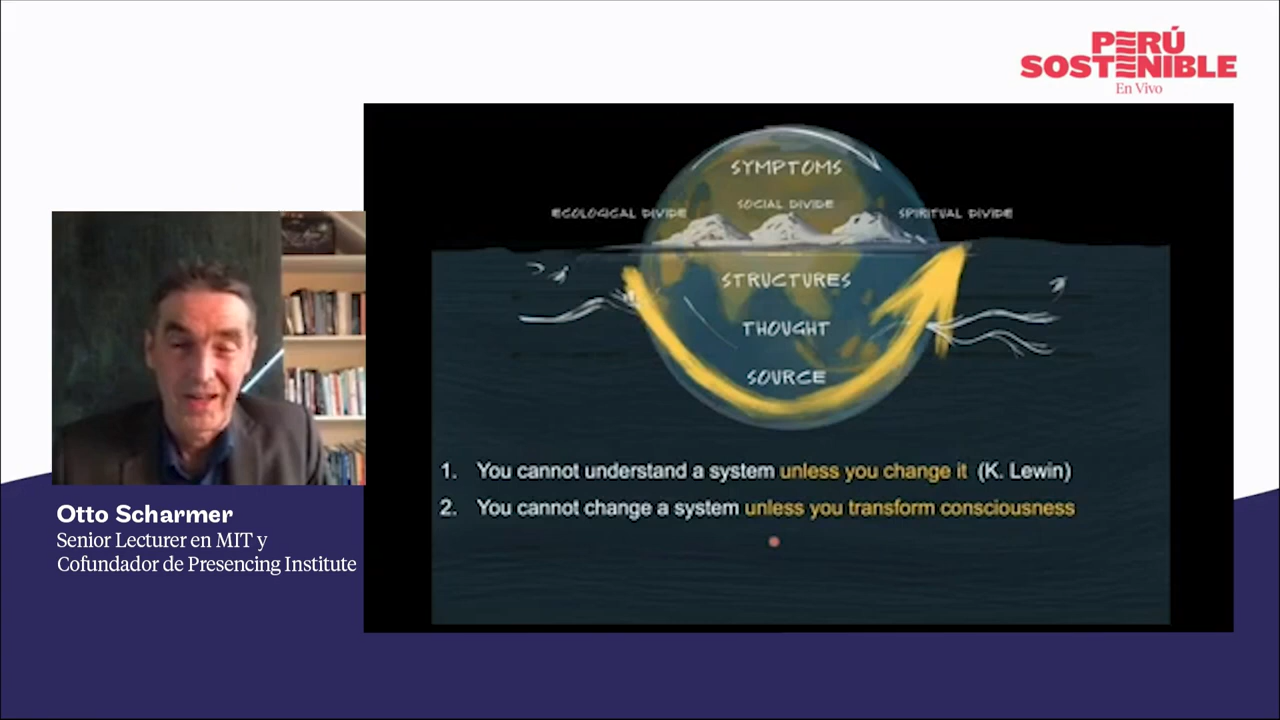 PERÚ
SOSTENIBLE
En Vivo
SYMPTOMS
SOCIAL DIVIDE
ECOLOGICAL DIVIDE
SPIRITUAL DIVIDE
STRUCTURES
THOUGHT
SOURCE
1. You cannot understand a system unless you change it (K. Lewin)
2. You cannot change a system unless you transform consciousness
Otto Scharmer
Senior Lecturer en MIT y
Cofundador de Presencing Institute